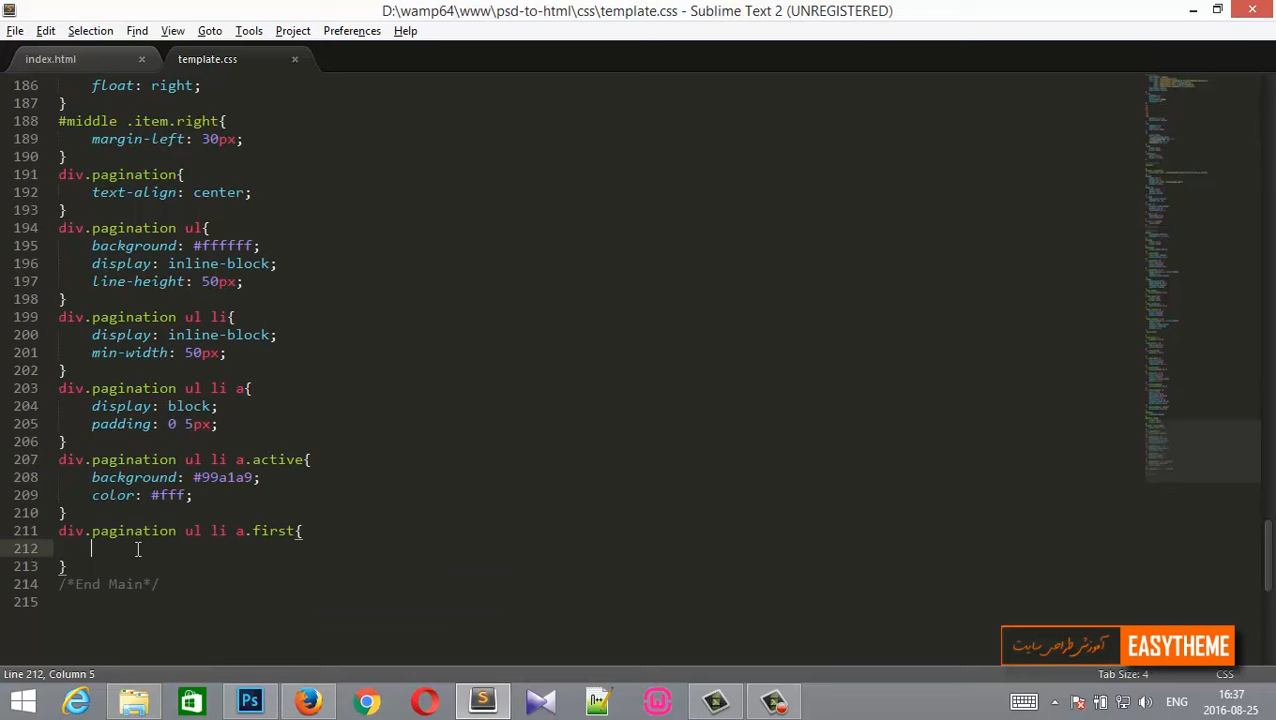 D:\wamp64\www\psd-to-html\css\template.css - Sublime Text 2 (UNREGISTERED)
File Edit Selection Find View Goto Tools Project Preferences Help
index.html × template.css ×
186 float: right;
187 }
188 #middle .item.right{
189 margin-left: 30px;
190 }
191 div.pagination{
192 text-align: center;
193 }
194 div.pagination ul{
195 background: #ffffff;
196 display: inline-block;
197 line-height: 50px;
198 }
199 div.pagination ul li{
200 display: inline-block;
201 min-width: 50px;
202 }
203 div.pagination ul li a{
204 display: block;
205 padding: 0 5px;
206 }
207 div.pagination ul li a.active{
208 background: #99a1a9;
209 color: #fff;
210 }
211 div.pagination ul li a.first{
212
213 }
214 /*End Main*/
215
آموزش طراحی سایت EASYTHEME
Line 212, Column 5 Tab Size: 4 CSS
Ps ENG 16:37
2016-08-25